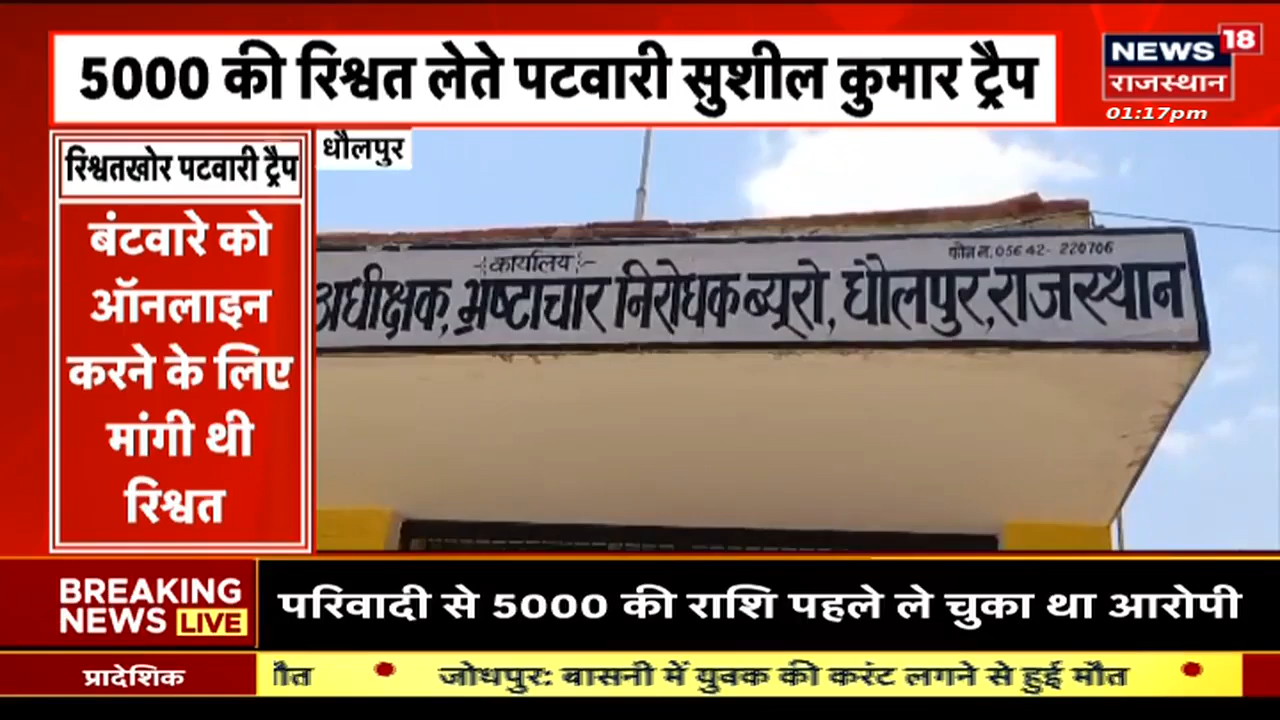 5000 की रिश्वत लेते पटवारी सुशील कुमार ट्रैप
NEWS 18
राजस्थान
01:17pm
रिश्वतखोर पटवारी ट्रैप
बंटवारे को
ऑनलाइन
करने के लिए
मांगी थी
रिश्वत
धौलपुर
कार्यालय
फोन न. 05642- 220706
अधीक्षक, भ्रष्टाचार निरोधक ब्यूरो, धौलपुर, राजस्थान
BREAKING
NEWS LIVE
परिवादी से 5000 की राशि पहले ले चुका था आरोपी
प्रादेशिक
जोधपुर: बासनी में युवक की करंट लगने से हुई मौत